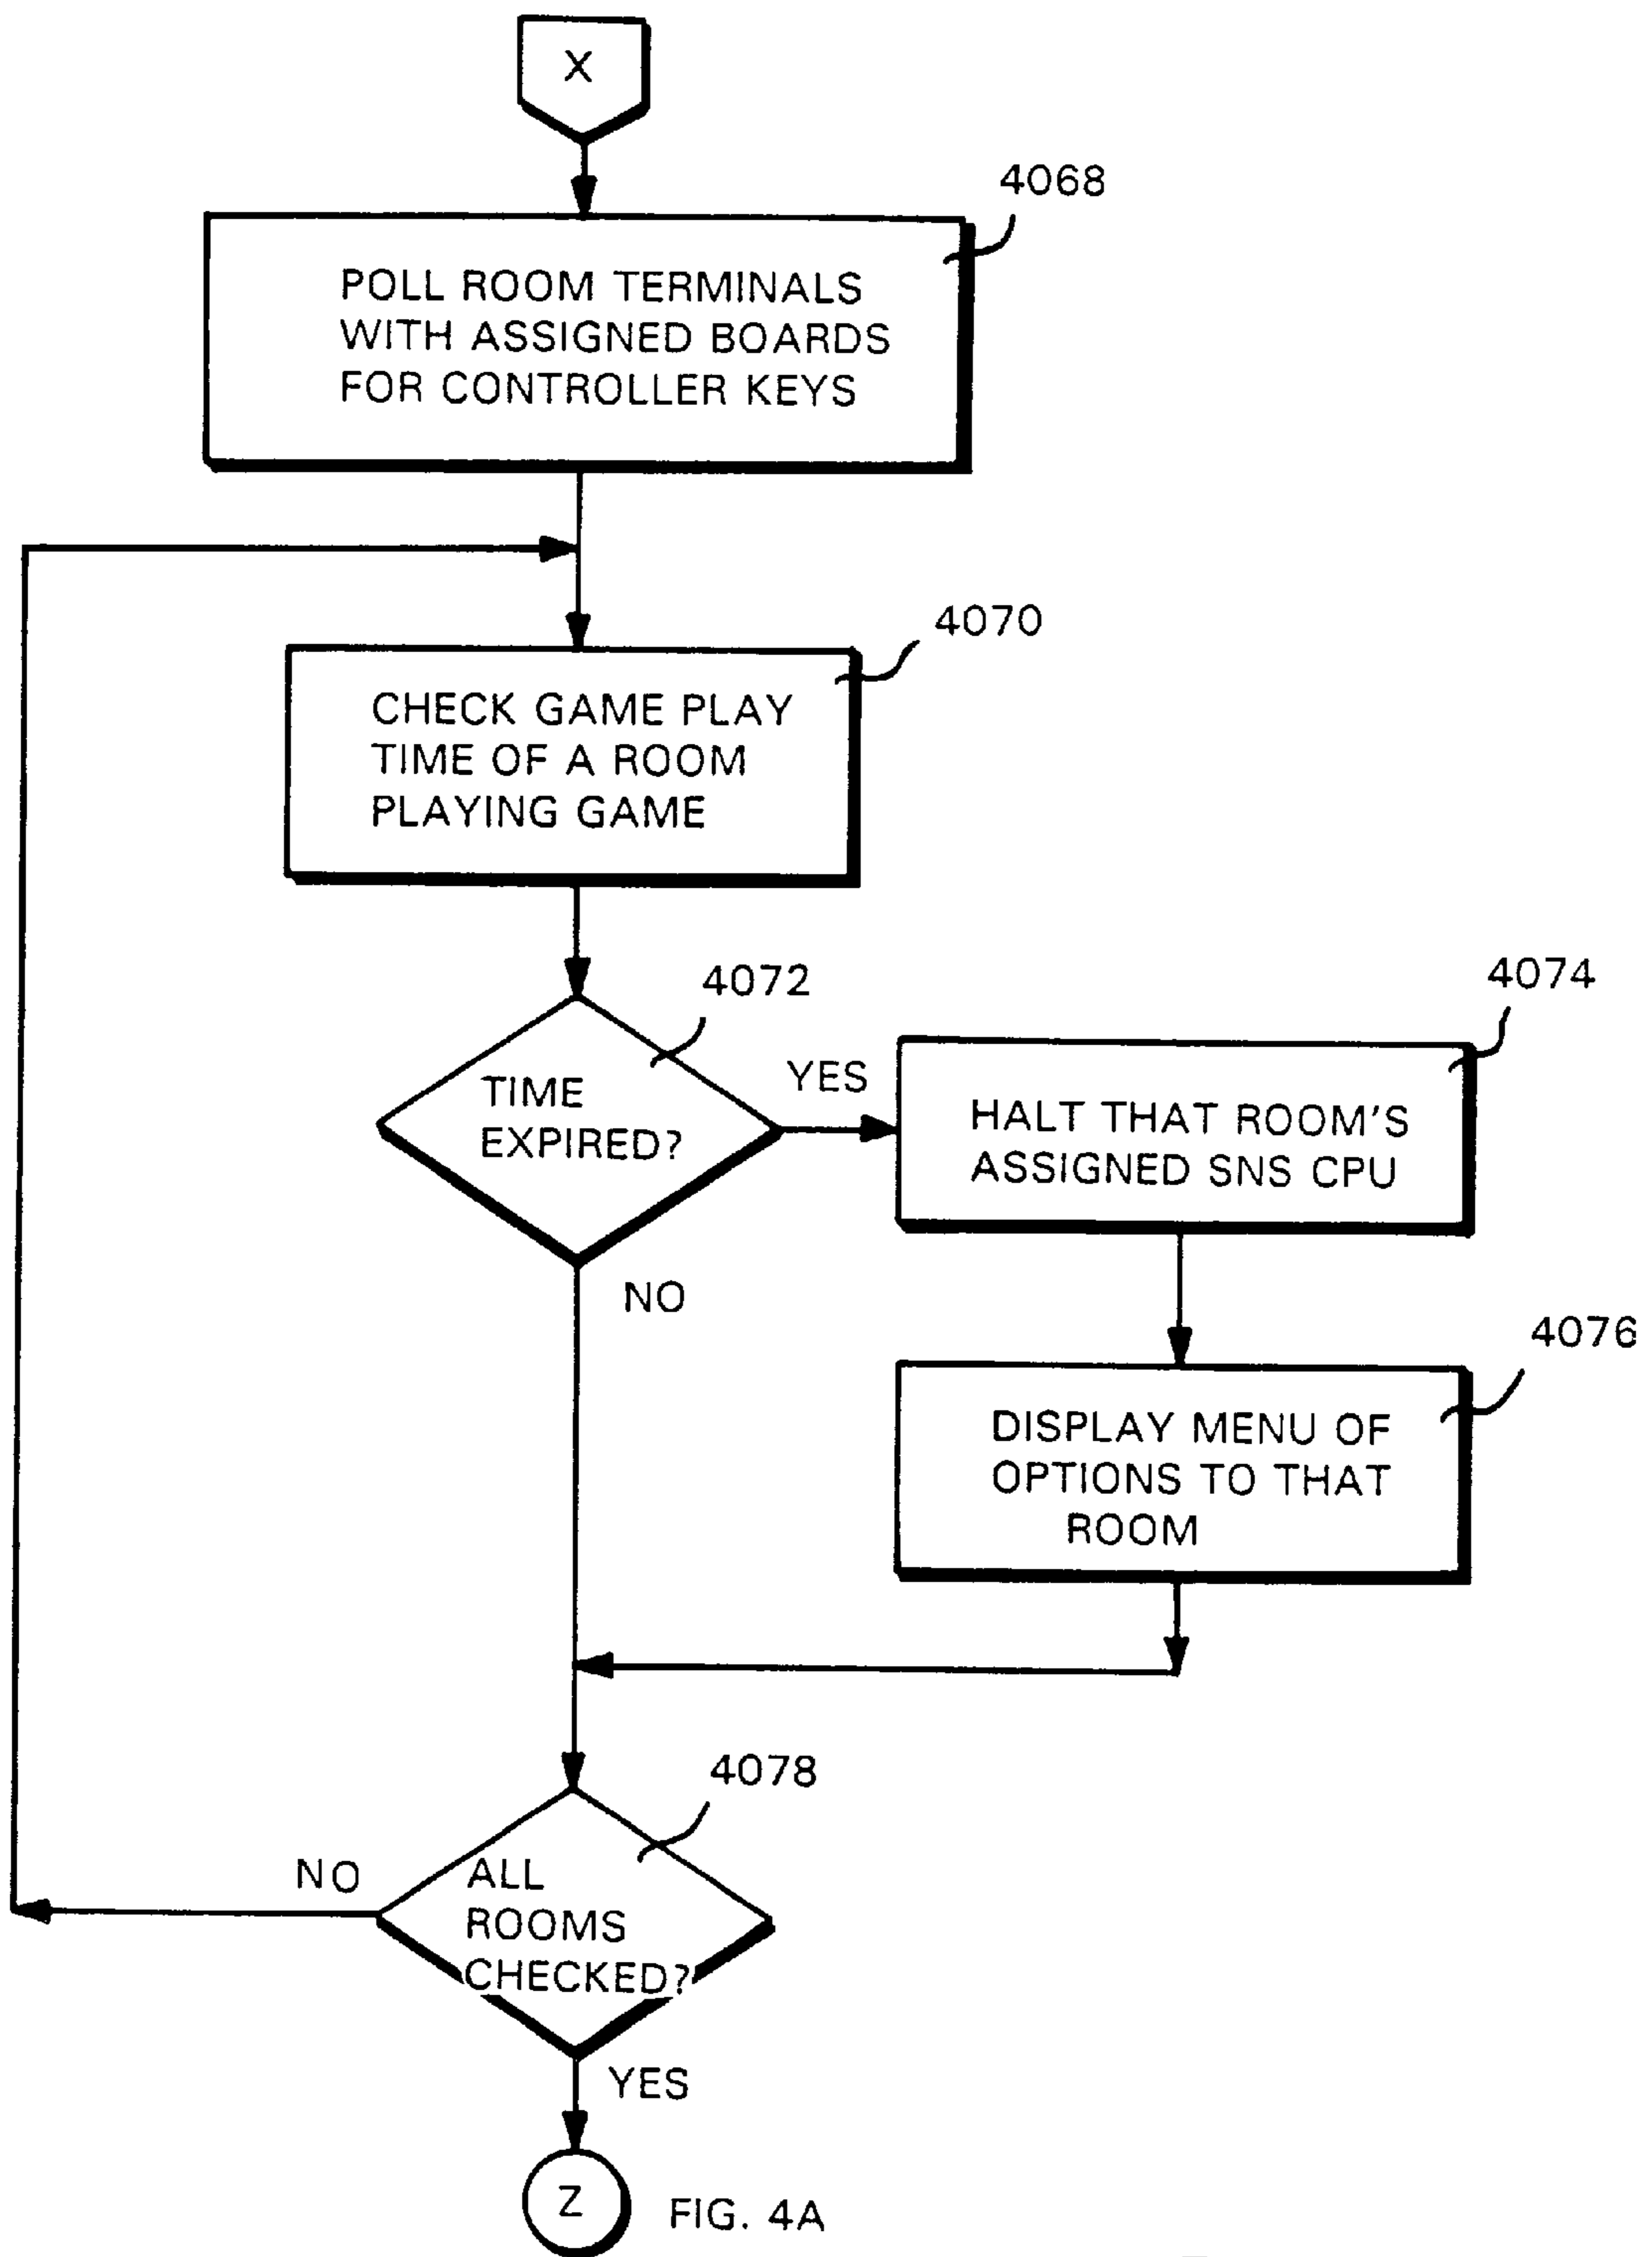 X
4068
POLL ROOM TERMINALS
WITH ASSIGNED BOARDS
FOR CONTROLLER KEYS
4070
CHECK GAME PLAY
TIME OF A ROOM
PLAYING GAME
4072
TIME
EXPIRED?
YES
NO
4074
HALT THAT ROOM'S
ASSIGNED SNS CPU
4076
DISPLAY MENU OF
OPTIONS TO THAT
ROOM
4078
ALL
ROOMS
CHECKED?
NO
YES
Z
FIG. 4A